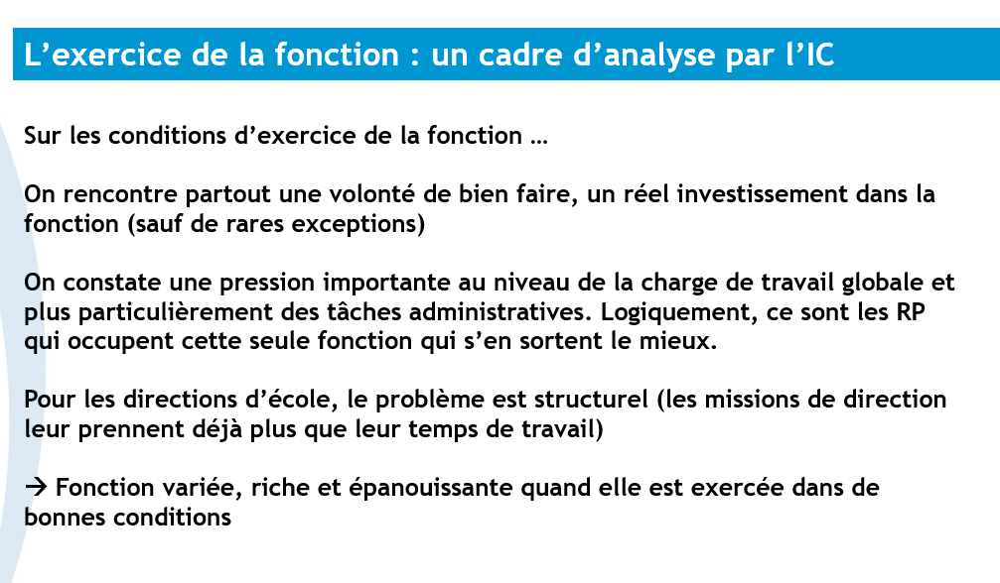 L’exercice de la fonction : un cadre d’analyse par l’IC
Sur les conditions d’exercice de la fonction …
On rencontre partout une volonté de bien faire, un réel investissement dans la
fonction (sauf de rares exceptions)
On constate une pression importante au niveau de la charge de travail globale et
plus particulièrement des tâches administratives. Logiquement, ce sont les RP
qui occupent cette seule fonction qui s’en sortent le mieux.
Pour les directions d’école, le problème est structurel (les missions de direction
leur prennent déjà plus que leur temps de travail)
→ Fonction variée, riche et épanouissante quand elle est exercée dans de
bonnes conditions